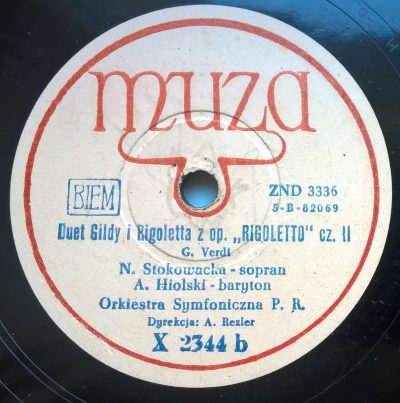 muza
BIEM
ZND 3336
5-B-82069
Duet Gildy i Rigoletta z op. „RIGOLETTO" cz. II
G. Verdi
N. Stokowacka - sopran
A. Hiolski - baryton
Orkiestra Symfoniczna P. R.
Dyrekcja: A. Rezler
X 2344 b